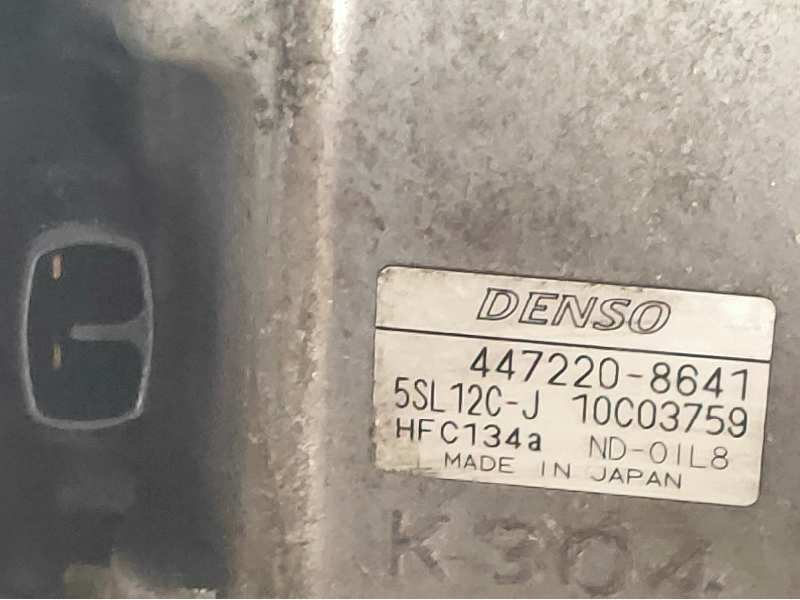 DENSO
447220-8641
5SL12C-J 10C03759
HFC134a ND-OIL8
MADE IN JAPAN
K304